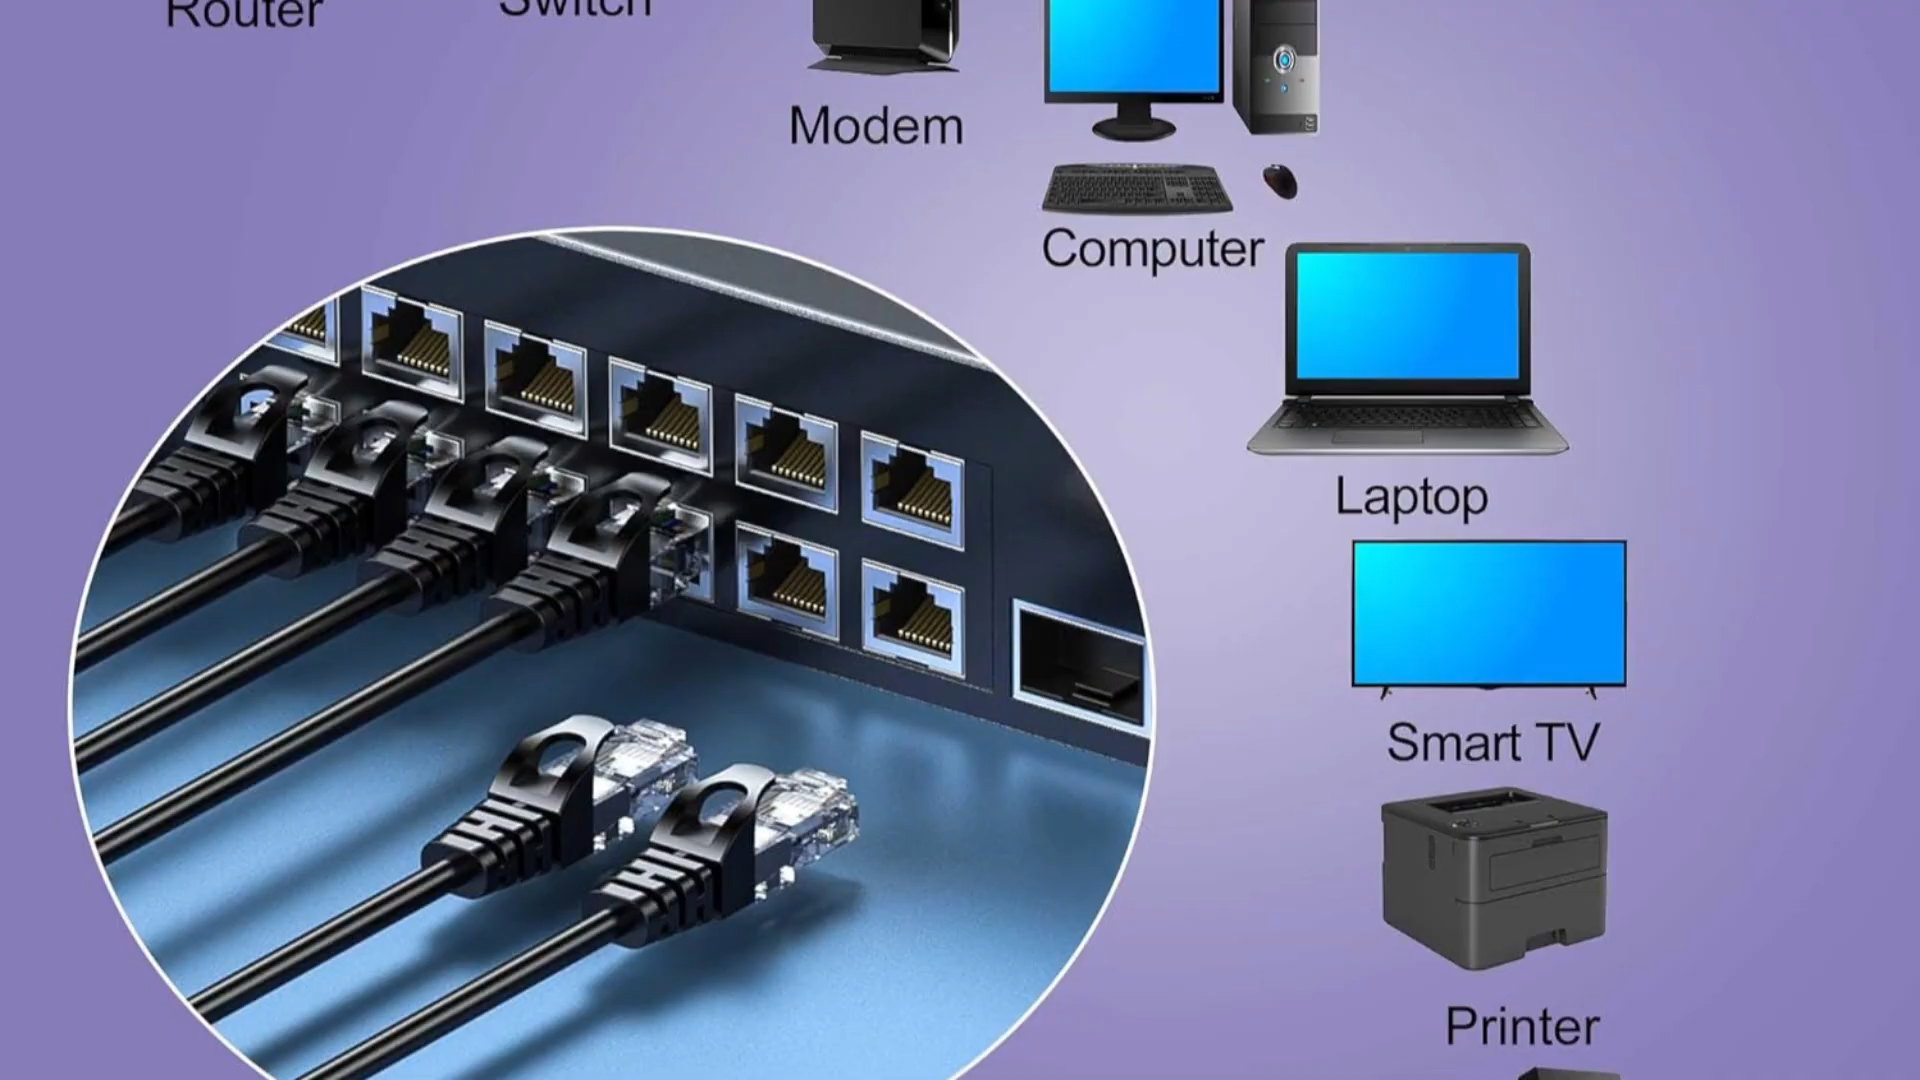 Router
Switch
Modem
Computer
Laptop
Smart TV
Printer